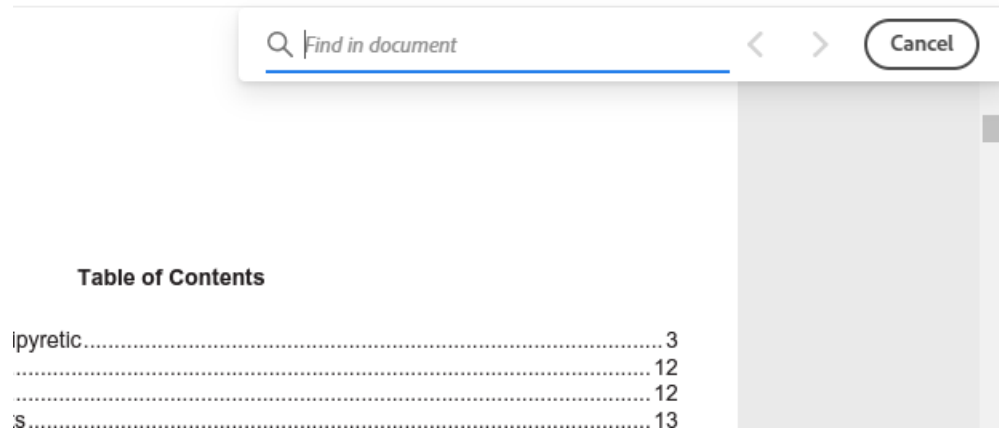 Find in document
Cancel
Table of Contents
ipyretic.......................................................................................................3
...................................................................................................................12
...................................................................................................................12
s................................................................................................................13